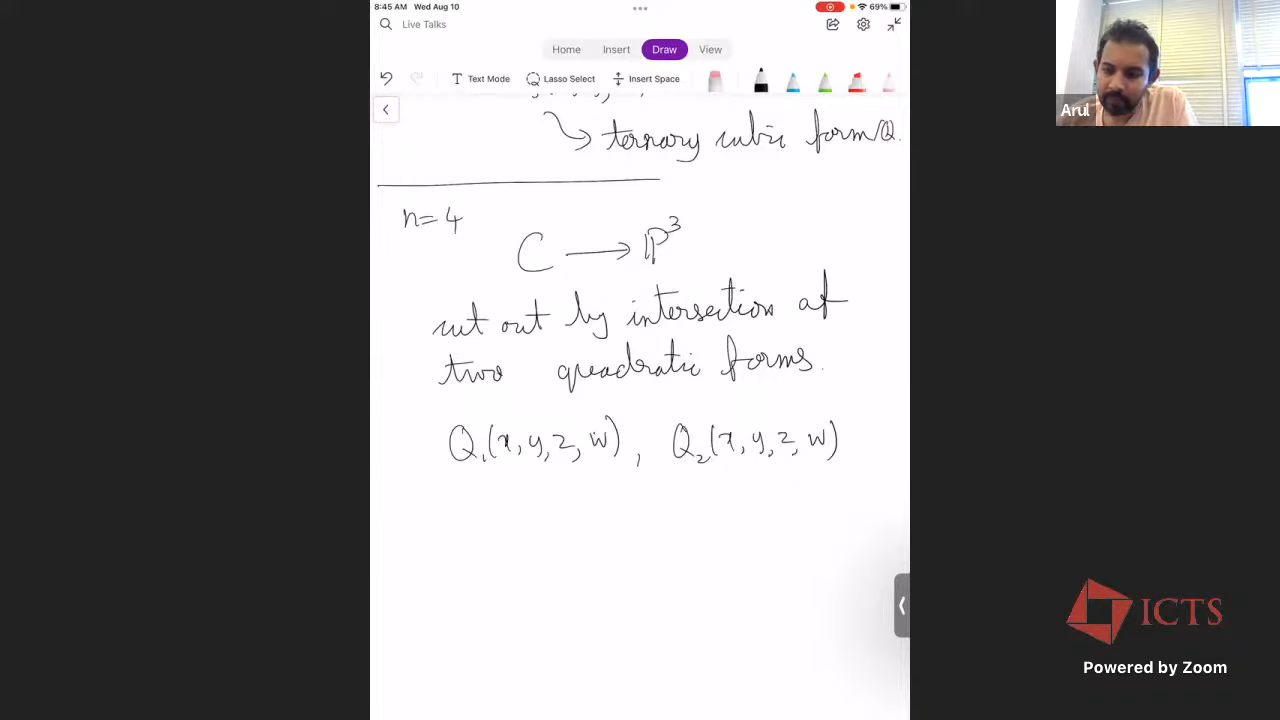 8:45 AM Wed Aug 10
69%
Live Talks
Home Insert Draw View
Text Mode Lasso Select Insert Space
Arul
ternary cubic form Q.
n=4
C ⟶ ℙ³
cut out by intersection of
two quadratic forms.
Q₁(x, y, z, w), Q₂(x, y, z, w)
ICTS
Powered by Zoom